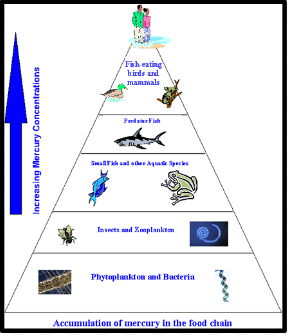 Fish-eating
birds and
mammals
Predator Fish
Small Fish and other Aquatic Species
Insects and Zooplankton
Phytoplankton and Bacteria
Increasing Mercury Concentrations
Accumulation of mercury in the food chain